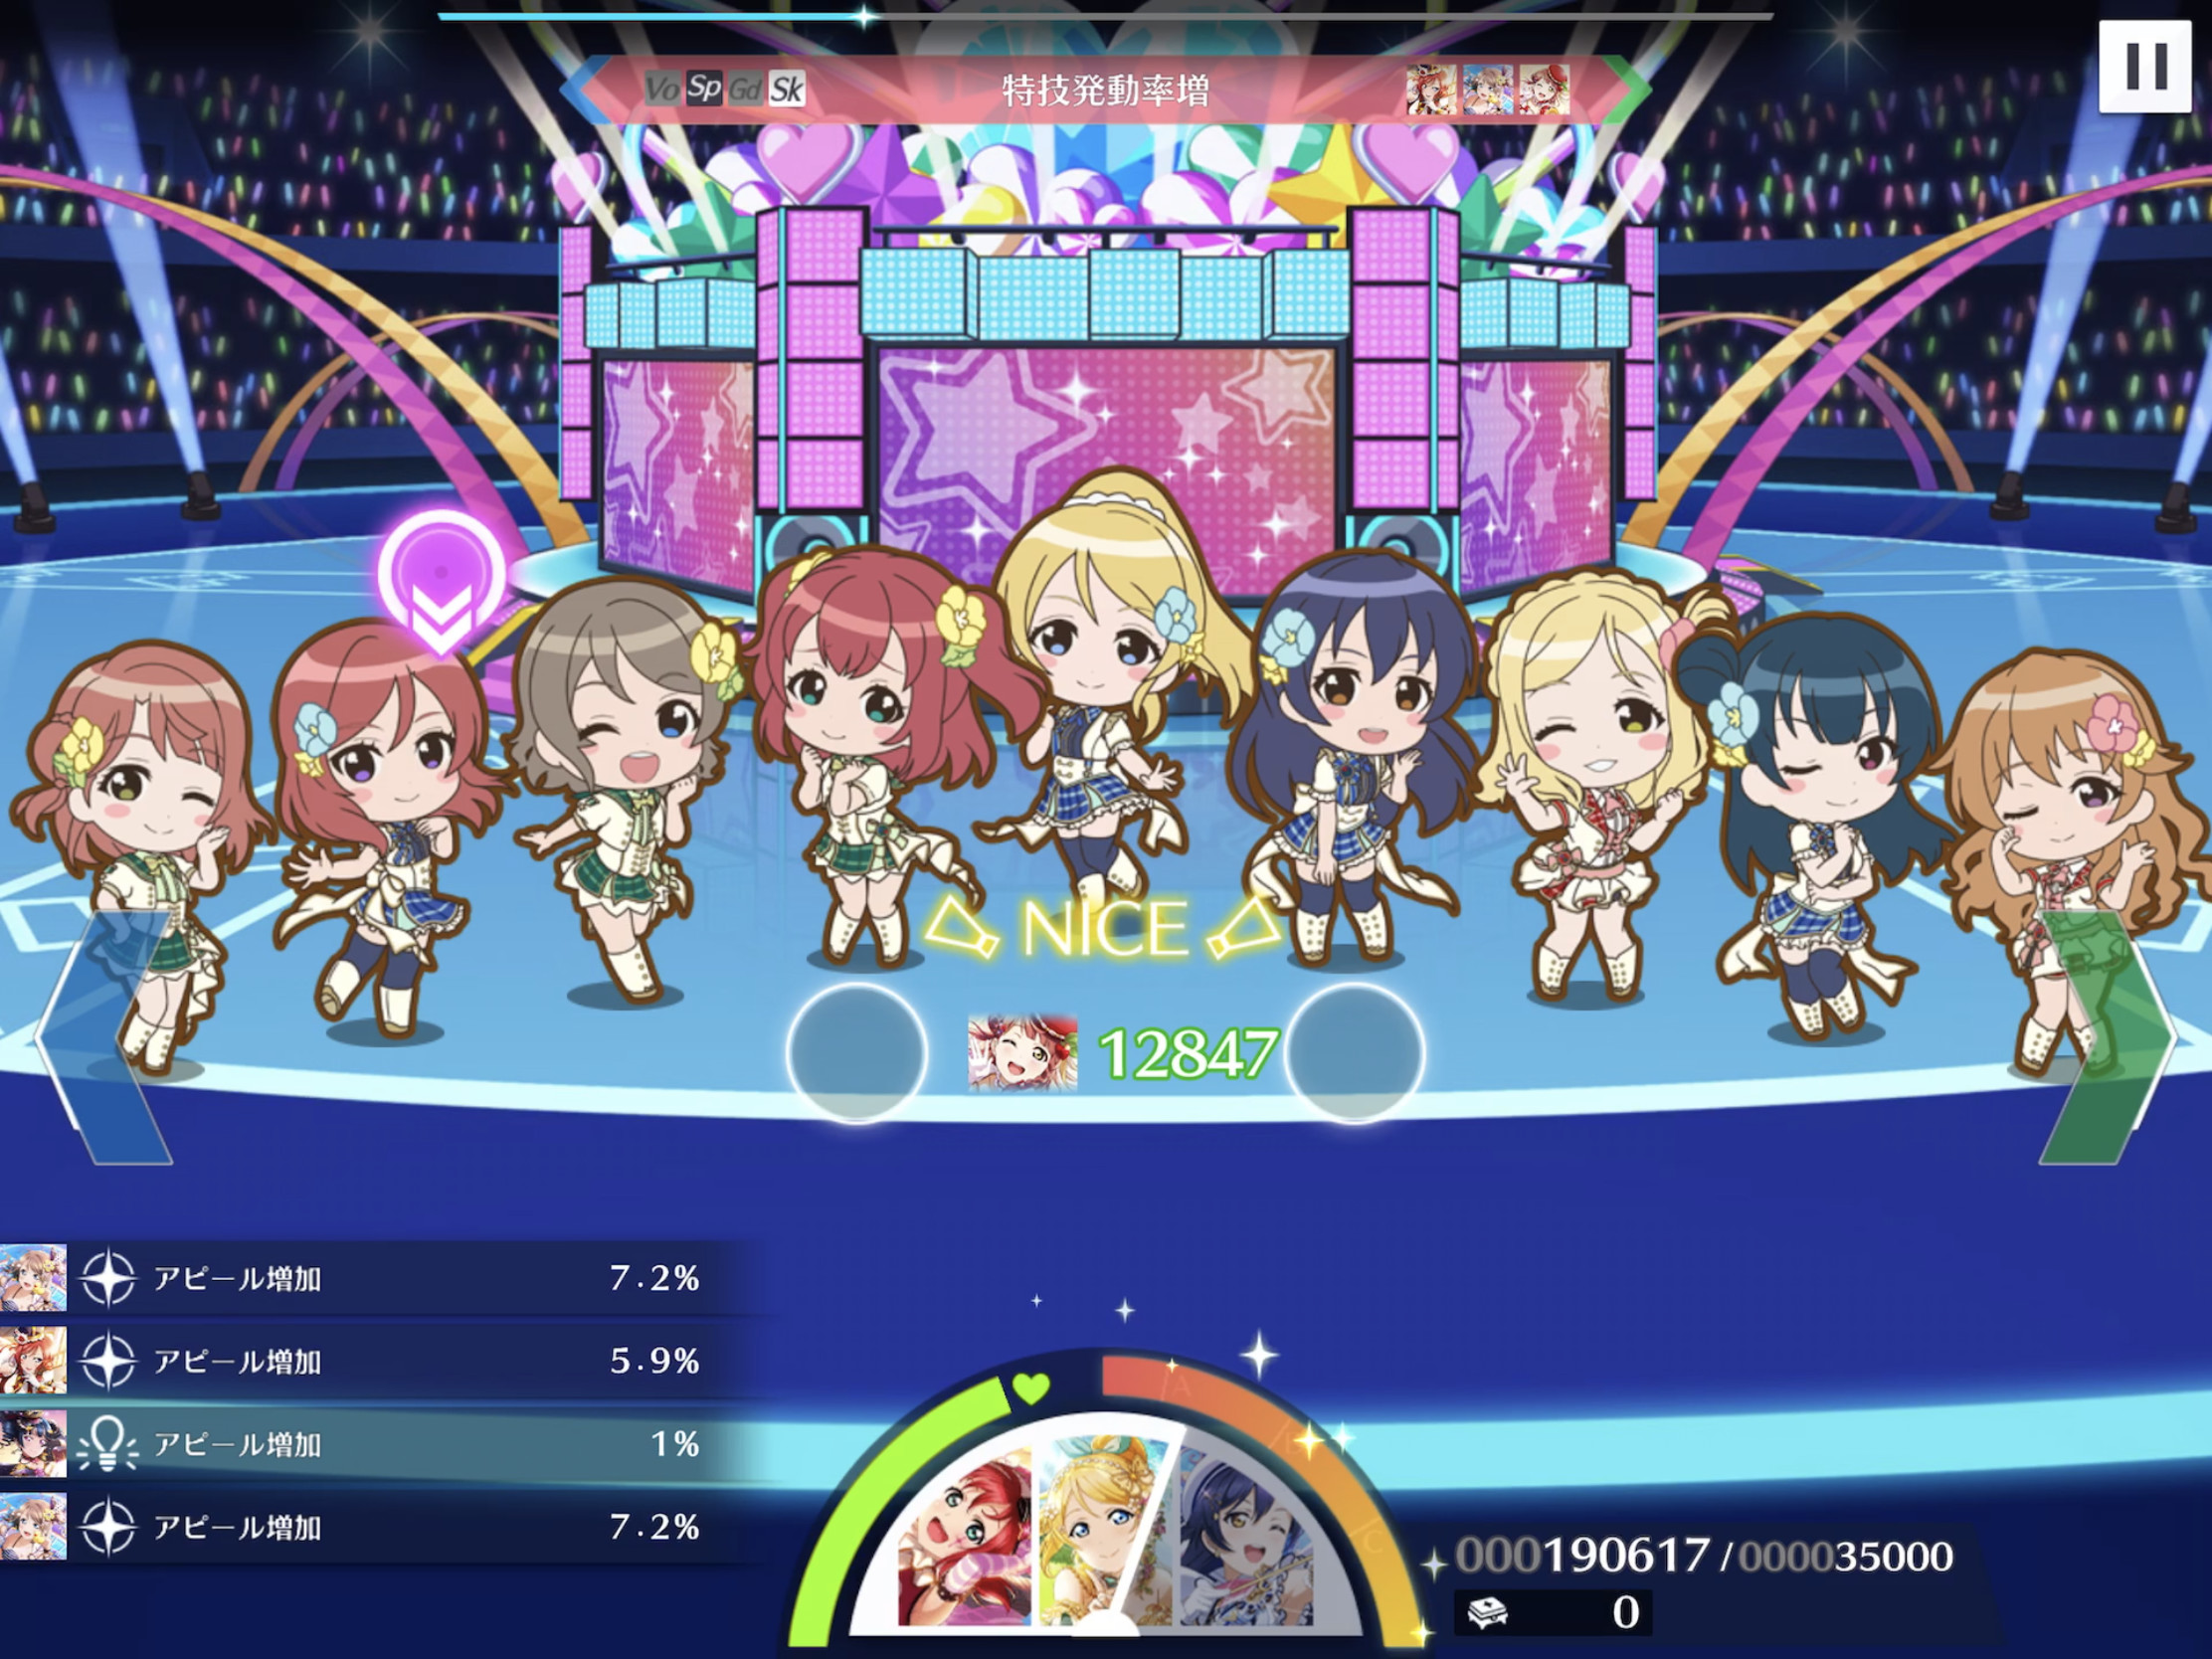 Vo Sp Gd Sk 特技発動率増
NICE
12847
アピール増加 7.2%
アピール増加 5.9%
アピール増加 1%
アピール増加 7.2%
A
C
000190617/000035000
0